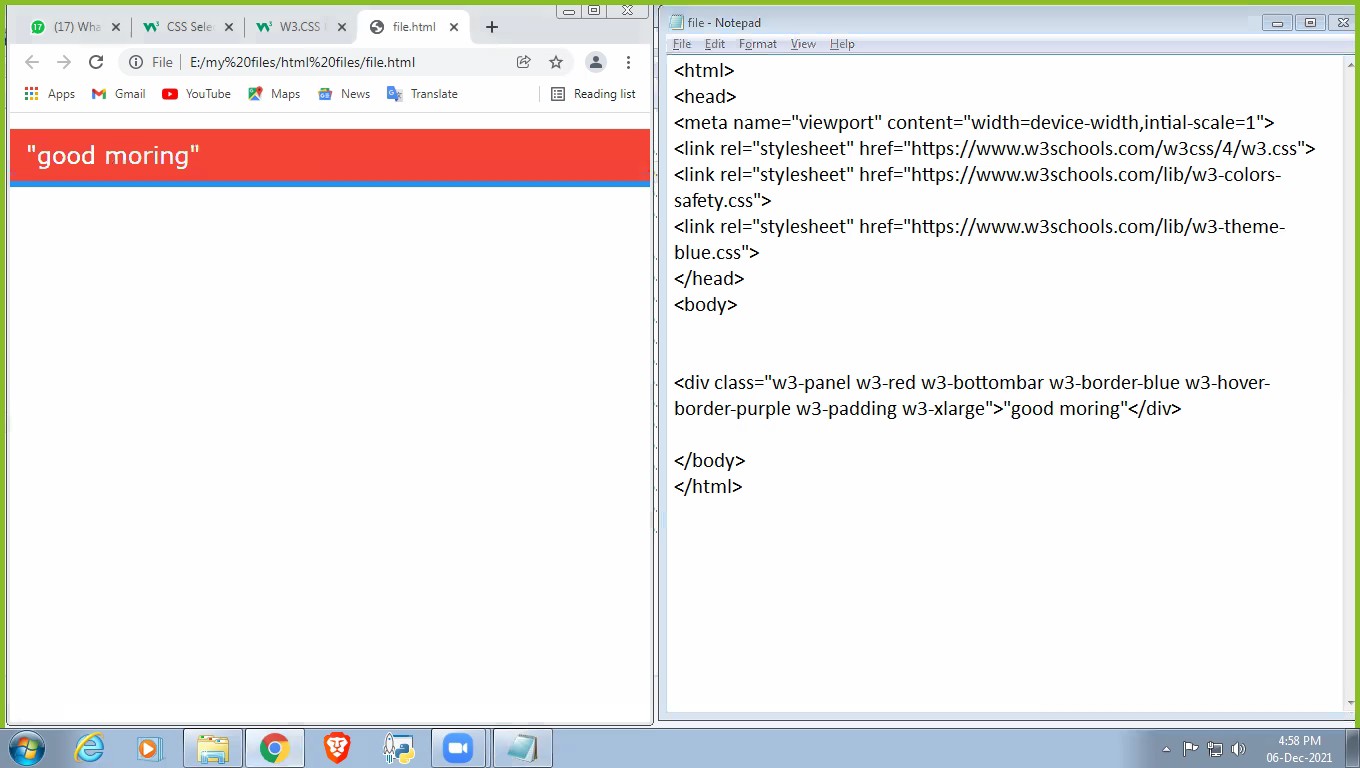 (17) Wha
CSS Sele
W3.CSS
file.html
File
E:/my%20files/html%20files/file.html
Apps
Gmail
YouTube
Maps
News
Translate
Reading list
"good moring"
file - Notepad
File Edit Format View Help
<html>
<head>
<meta name="viewport" content="width=device-width,intial-scale=1">
<link rel="stylesheet" href="https://www.w3schools.com/w3css/4/w3.css">
<link rel="stylesheet" href="https://www.w3schools.com/lib/w3-colors-
safety.css">
<link rel="stylesheet" href="https://www.w3schools.com/lib/w3-theme-
blue.css">
</head>
<body>
<div class="w3-panel w3-red w3-bottombar w3-border-blue w3-hover-
border-purple w3-padding w3-xlarge">"good moring"</div>
</body>
</html>
4:58 PM
06-Dec-2021